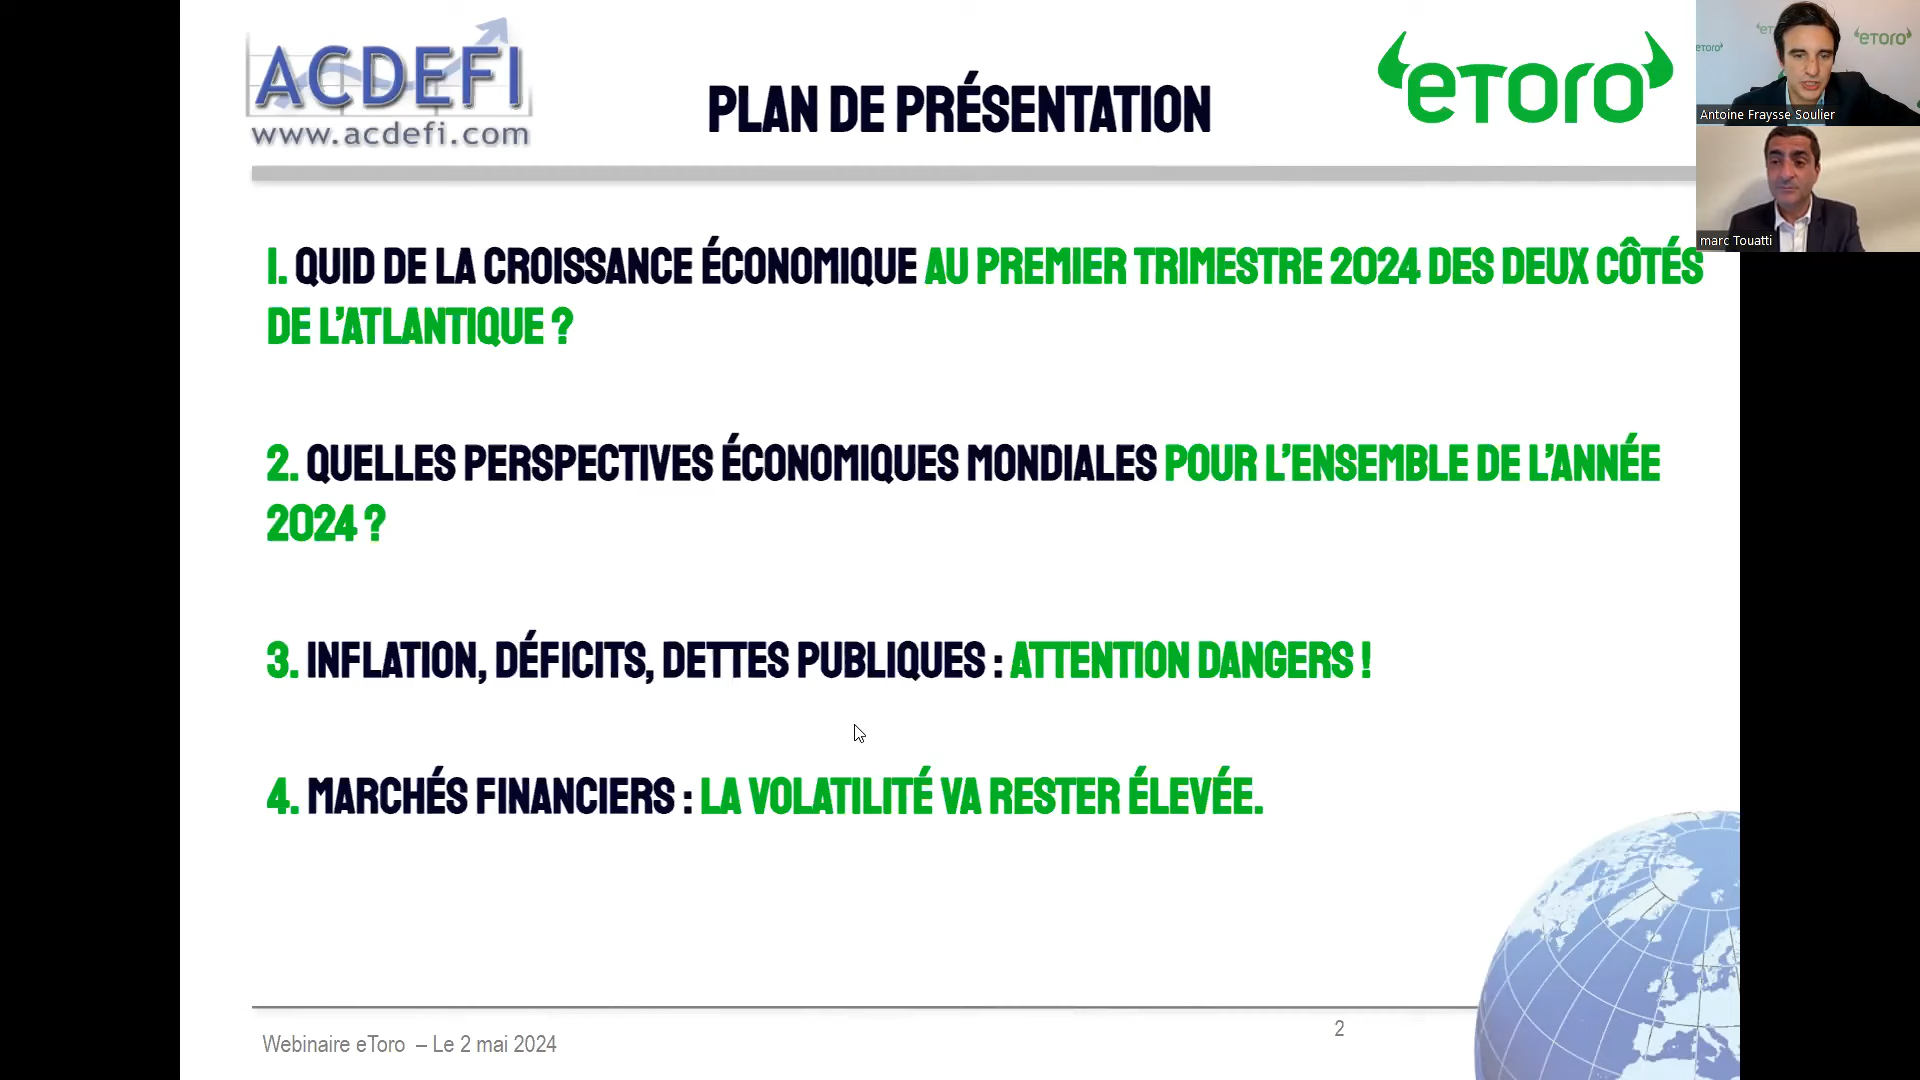 ACDEFI
www.acdefi.com
PLAN DE PRÉSENTATION
eTORO
eTORO
eTORO
Antoine Fraysse Soulier
marc Touatti
1. QUID DE LA CROISSANCE ÉCONOMIQUE AU PREMIER TRIMESTRE 2024 DES DEUX CÔTÉS
DE L’ATLANTIQUE ?
2. QUELLES PERSPECTIVES ÉCONOMIQUES MONDIALES POUR L’ENSEMBLE DE L’ANNÉE
2024 ?
3. INFLATION, DÉFICITS, DETTES PUBLIQUES : ATTENTION DANGERS !
4. MARCHÉS FINANCIERS : LA VOLATILITÉ VA RESTER ÉLEVÉE.
Webinaire eToro – Le 2 mai 2024
2